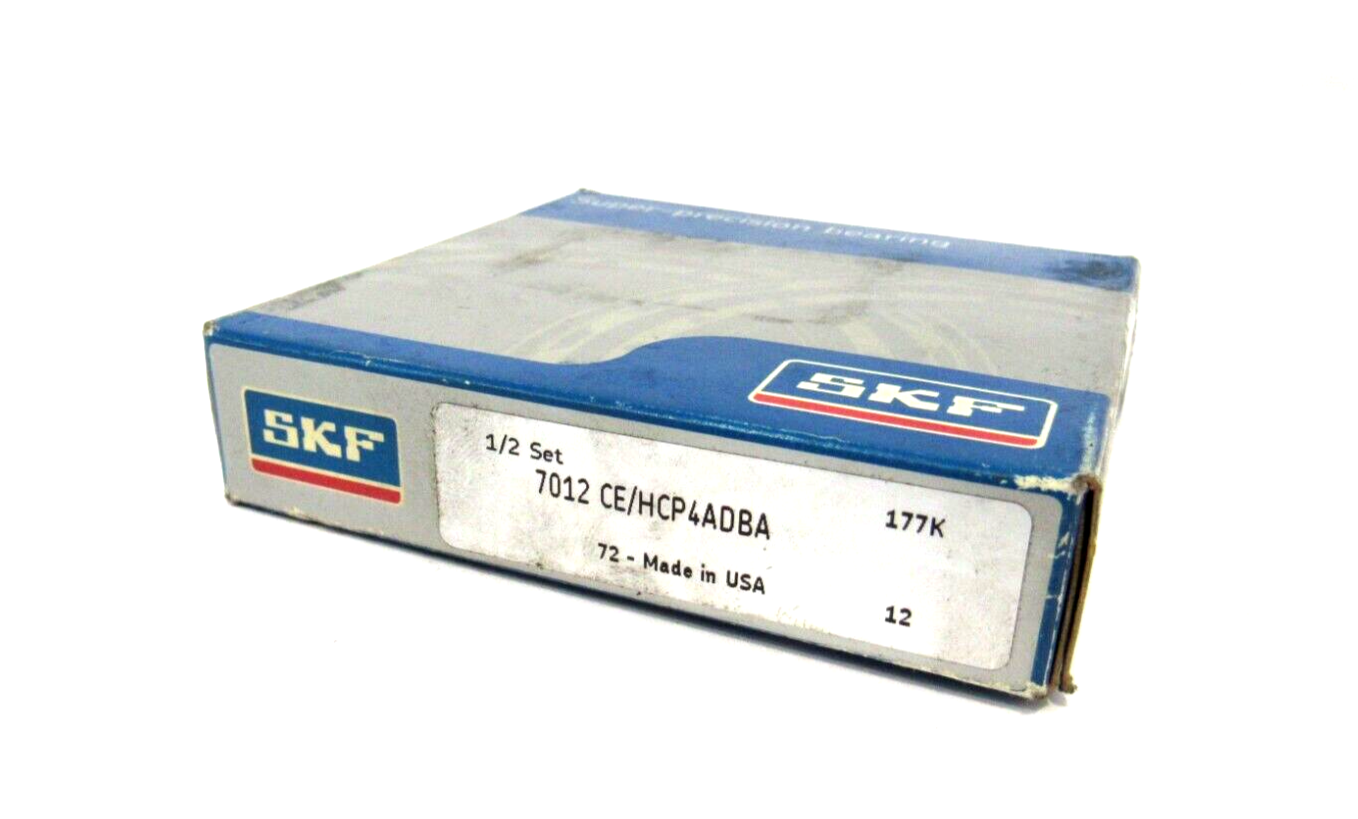 Super-precision bearing
SKF
SKF
1/2 Set
7012 CE/HCP4ADBA
177K
72 - Made in USA
12